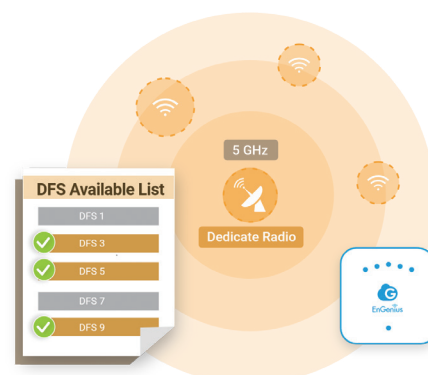 5 GHz
Dedicate Radio
DFS Available List
DFS 1
DFS 3
DFS 5
DFS 7
DFS 9
G
EnGenius